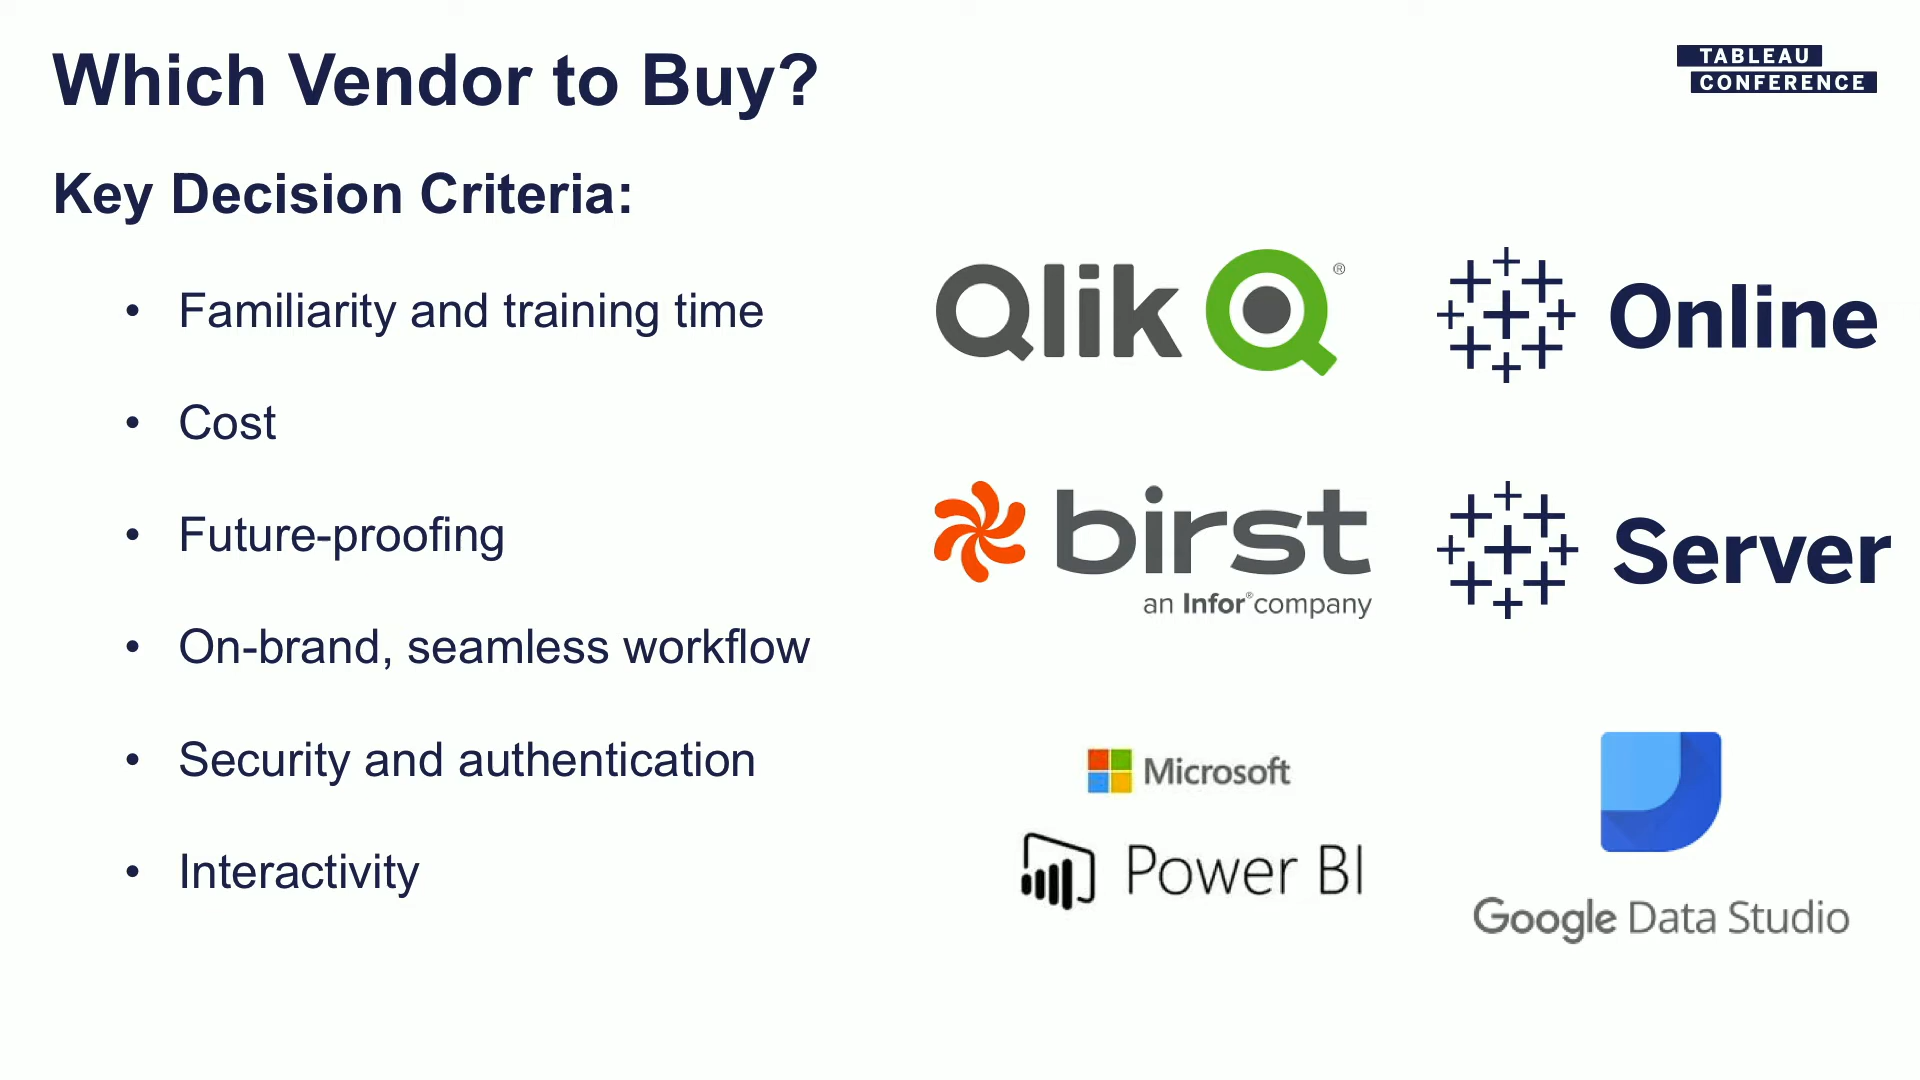 Which Vendor to Buy?
TABLEAU
CONFERENCE
Key Decision Criteria:
• Familiarity and training time
• Cost
• Future-proofing
• On-brand, seamless workflow
• Security and authentication
• Interactivity
Qlik ®
Online
birst
an Infor® company
Server
Microsoft
Power BI
Google Data Studio